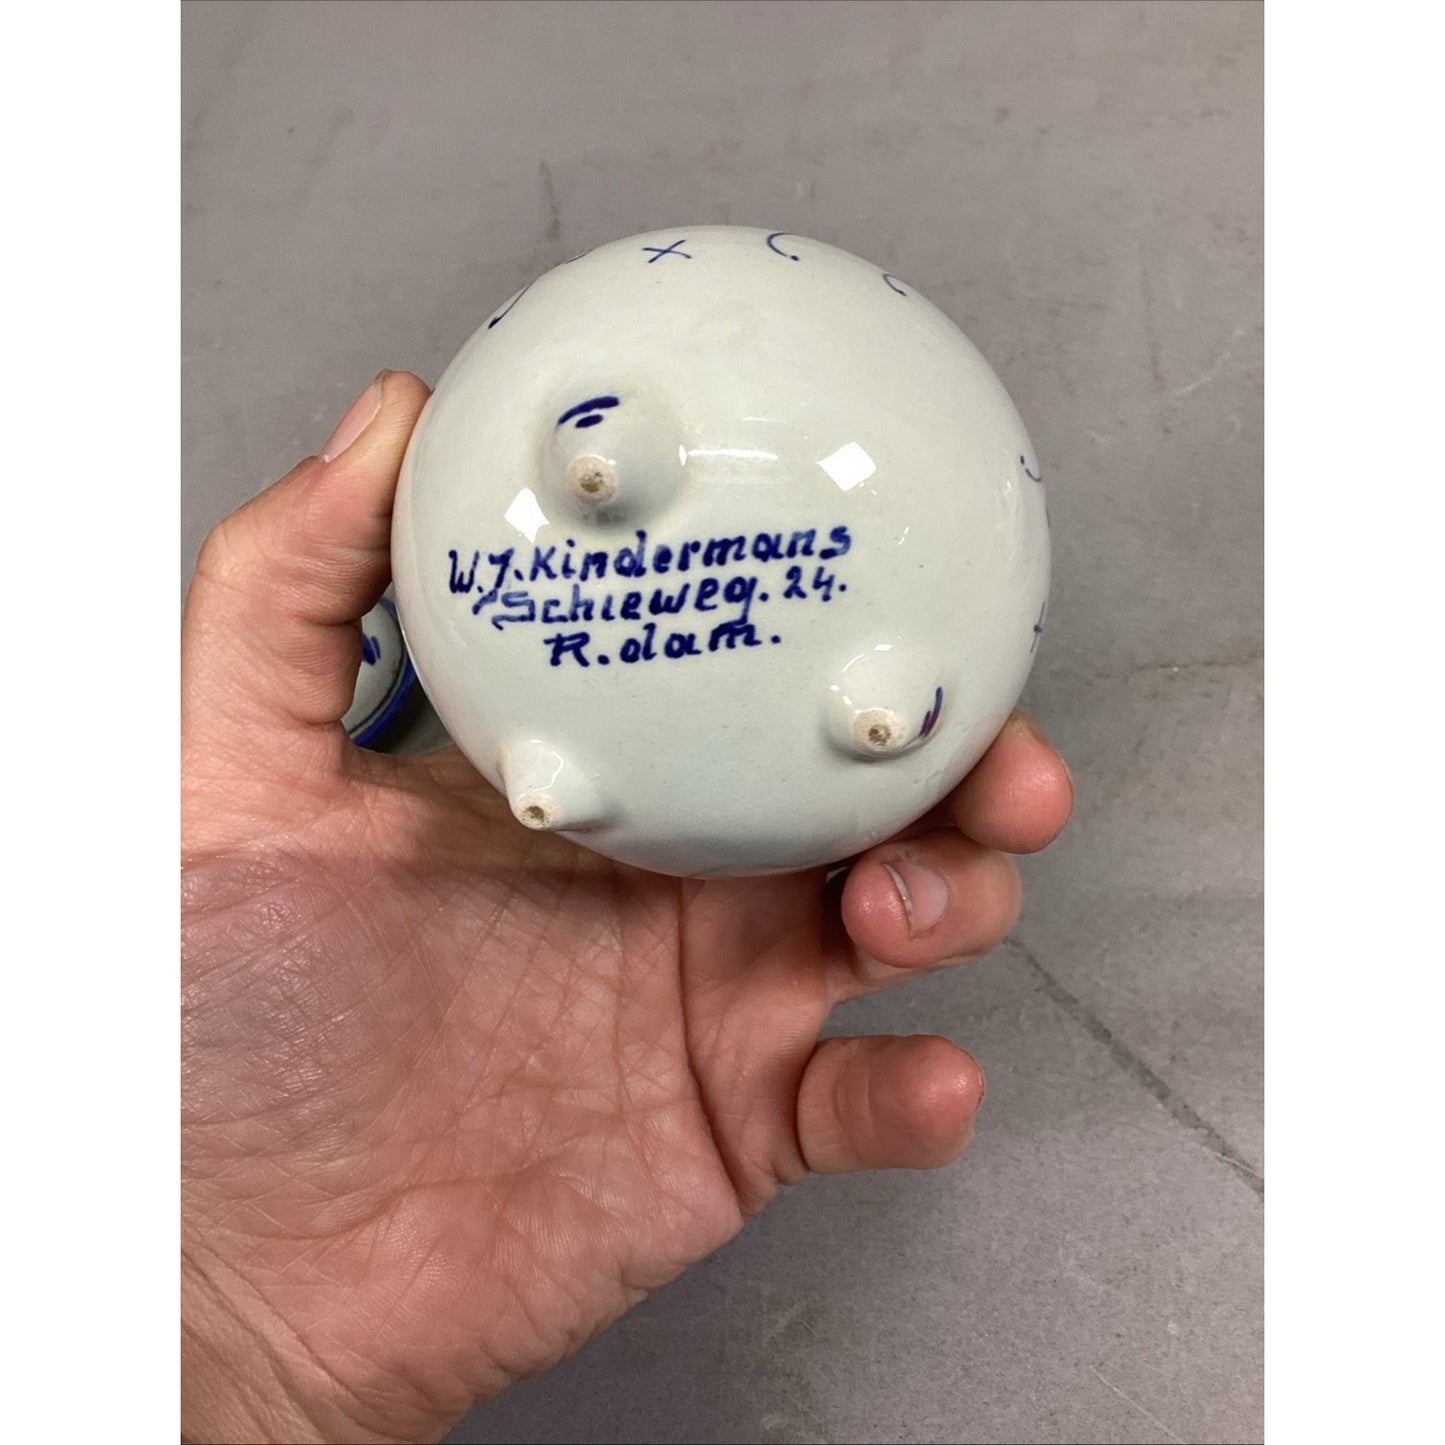 W.J. Kindermans
Schieweg. 24.
R.dam.